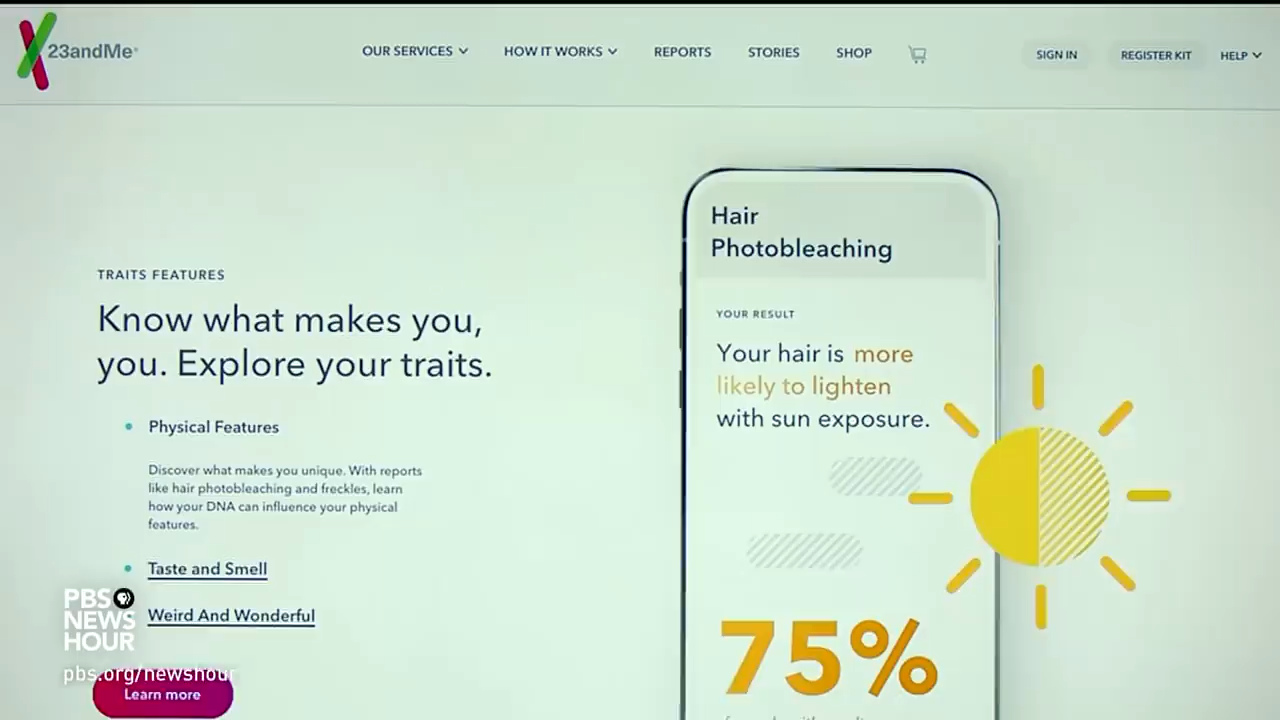 23andMe
OUR SERVICES
HOW IT WORKS
REPORTS
STORIES
SHOP
SIGN IN
REGISTER KIT
HELP
TRAITS FEATURES
Know what makes you,
you. Explore your traits.
Physical Features
Discover what makes you unique. With reports
like hair photobleaching and freckles, learn
how your DNA can influence your physical
features.
Taste and Smell
Weird And Wonderful
Learn more
Hair
Photobleaching
YOUR RESULT
Your hair is more
likely to lighten
with sun exposure.
75%
PBS
NEWS
HOUR
pbs.org/newshour